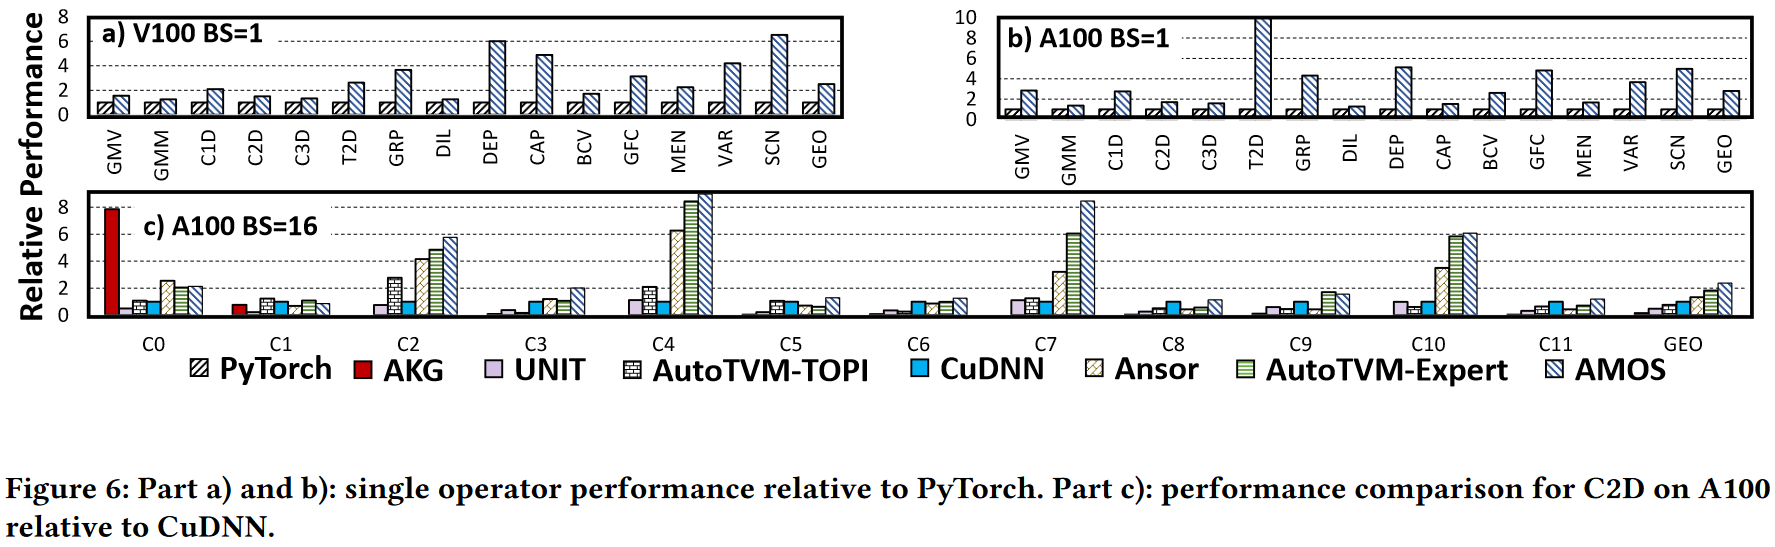 Relative Performance
8
6
4
2
0
a) V100 BS=1
GMV GMM C1D C2D C3D T2D GRP DIL DEP CAP BCV GFC MEN VAR SCN GEO
10
8
6
4
2
0
b) A100 BS=1
GMV GMM C1D C2D C3D T2D GRP DIL DEP CAP BCV GFC MEN VAR SCN GEO
8
6
4
2
0
c) A100 BS=16
C0 C1 C2 C3 C4 C5 C6 C7 C8 C9 C10 C11 GEO
PyTorch AKG UNIT AutoTVM-TOPI CuDNN Ansor AutoTVM-Expert AMOS
Figure 6: Part a) and b): single operator performance relative to PyTorch. Part c): performance comparison for C2D on A100
relative to CuDNN.